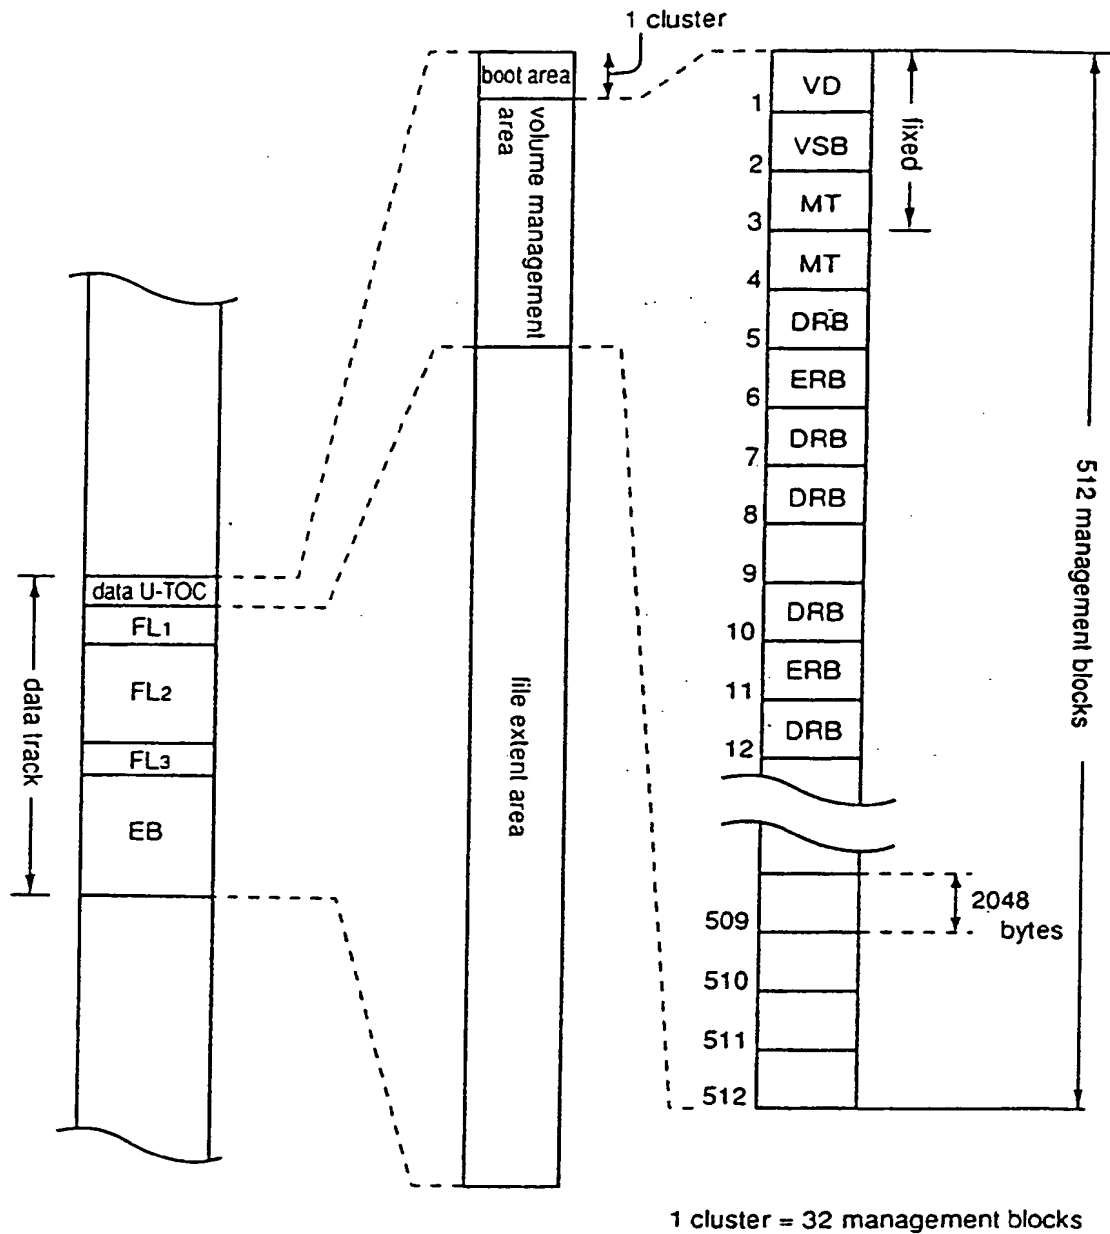 1 cluster
boot area
volume management
area
file extent area
data U-TOC
FL1
FL2
FL3
EB
data track
VD
1
VSB
2
MT
3
MT
4
DRB
5
ERB
6
DRB
7
DRB
8
9
DRB
10
ERB
11
DRB
12
509
510
511
512
fixed
2048
bytes
512 management blocks
1 cluster = 32 management blocks